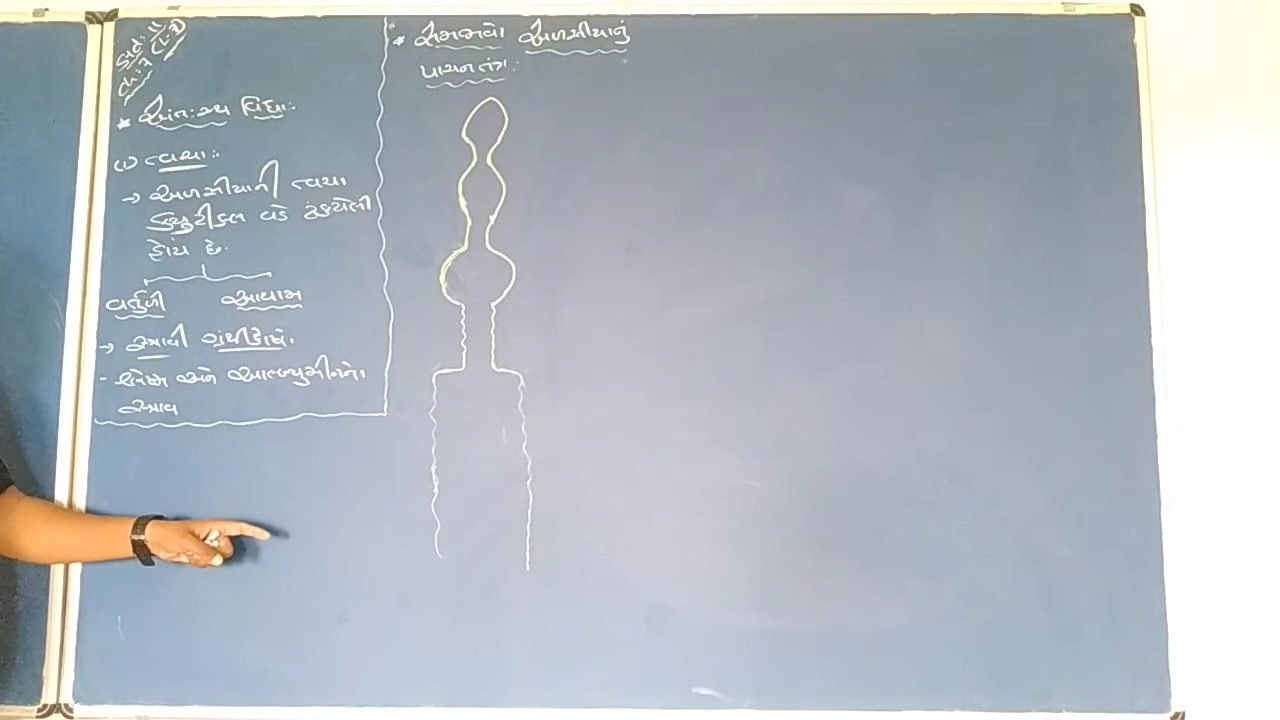 * અંતઃસ્થ વિદ્યા:
(1) ત્વચા:
→ અળસીયાની ત્વચા
ક્યુટીકલ વડે ઢંકાયેલી
હોય છે.
વર્તુળી આયામ
→ સ્ત્રાવી ગ્રંથીકોષો.
- શ્લેષ્મ અને આલ્બ્યુમીનનો
સ્ત્રાવ
* સમજાવો અળસીયાનું
પાચનતંત્ર: